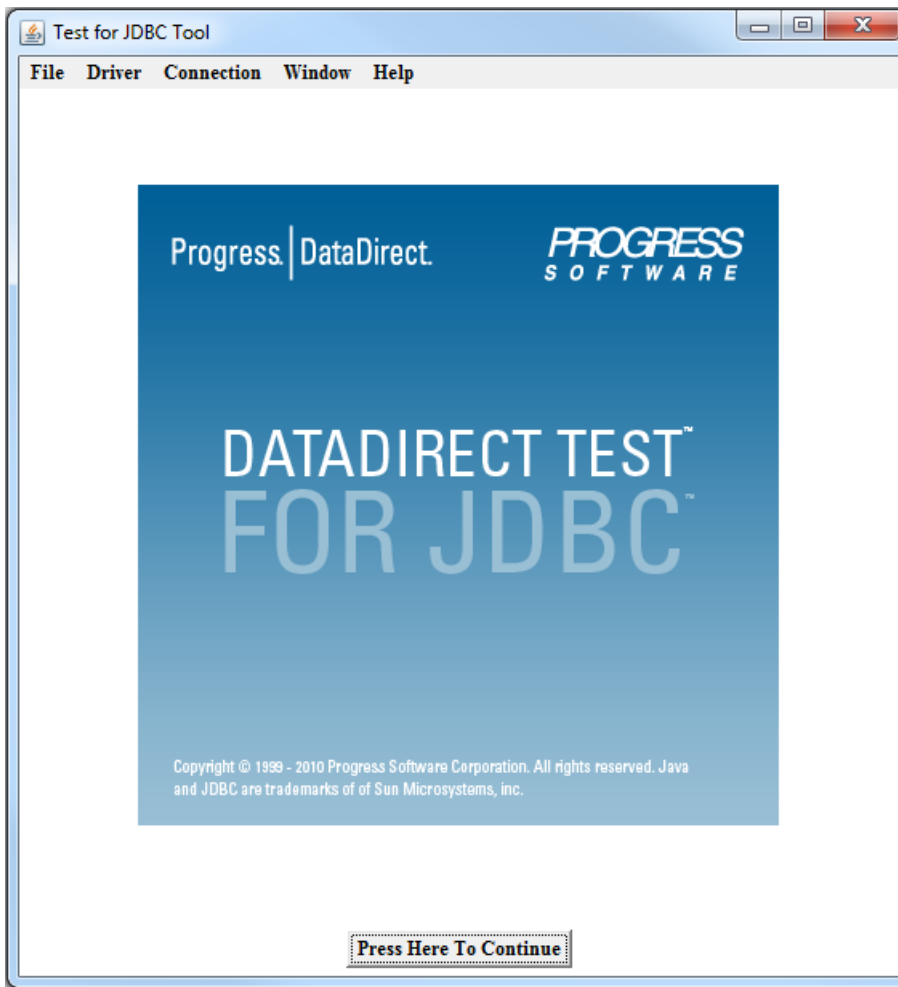 Test for JDBC Tool
File Driver Connection Window Help
Progress. DataDirect.
PROGRESS
SOFTWARE
DATADIRECT TEST™
FOR JDBC™
Copyright © 1999 - 2010 Progress Software Corporation. All rights reserved. Java
and JDBC are trademarks of of Sun Microsystems, inc.
Press Here To Continue